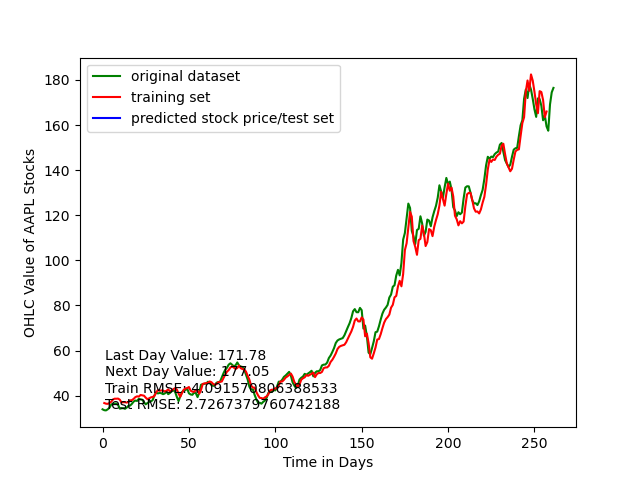 original dataset
training set
predicted stock price/test set
OHLC Value of AAPL Stocks
180
160
140
120
100
80
60
40
Last Day Value: 171.78
Next Day Value: 177.05
Train RMSE: 4.091570806388533
Test RMSE: 2.7267379760742188
0
50
100
150
200
250
Time in Days